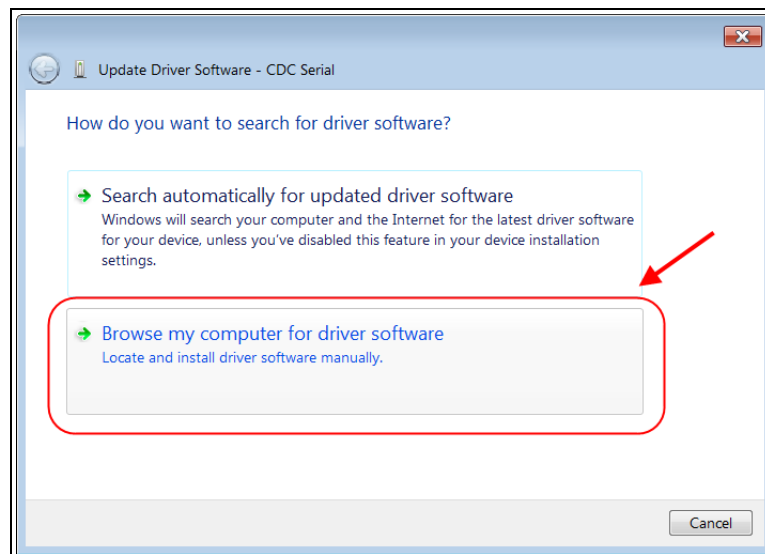 Update Driver Software - CDC Serial
How do you want to search for driver software?
Search automatically for updated driver software
Windows will search your computer and the Internet for the latest driver software
for your device, unless you've disabled this feature in your device installation
settings.
Browse my computer for driver software
Locate and install driver software manually.
Cancel